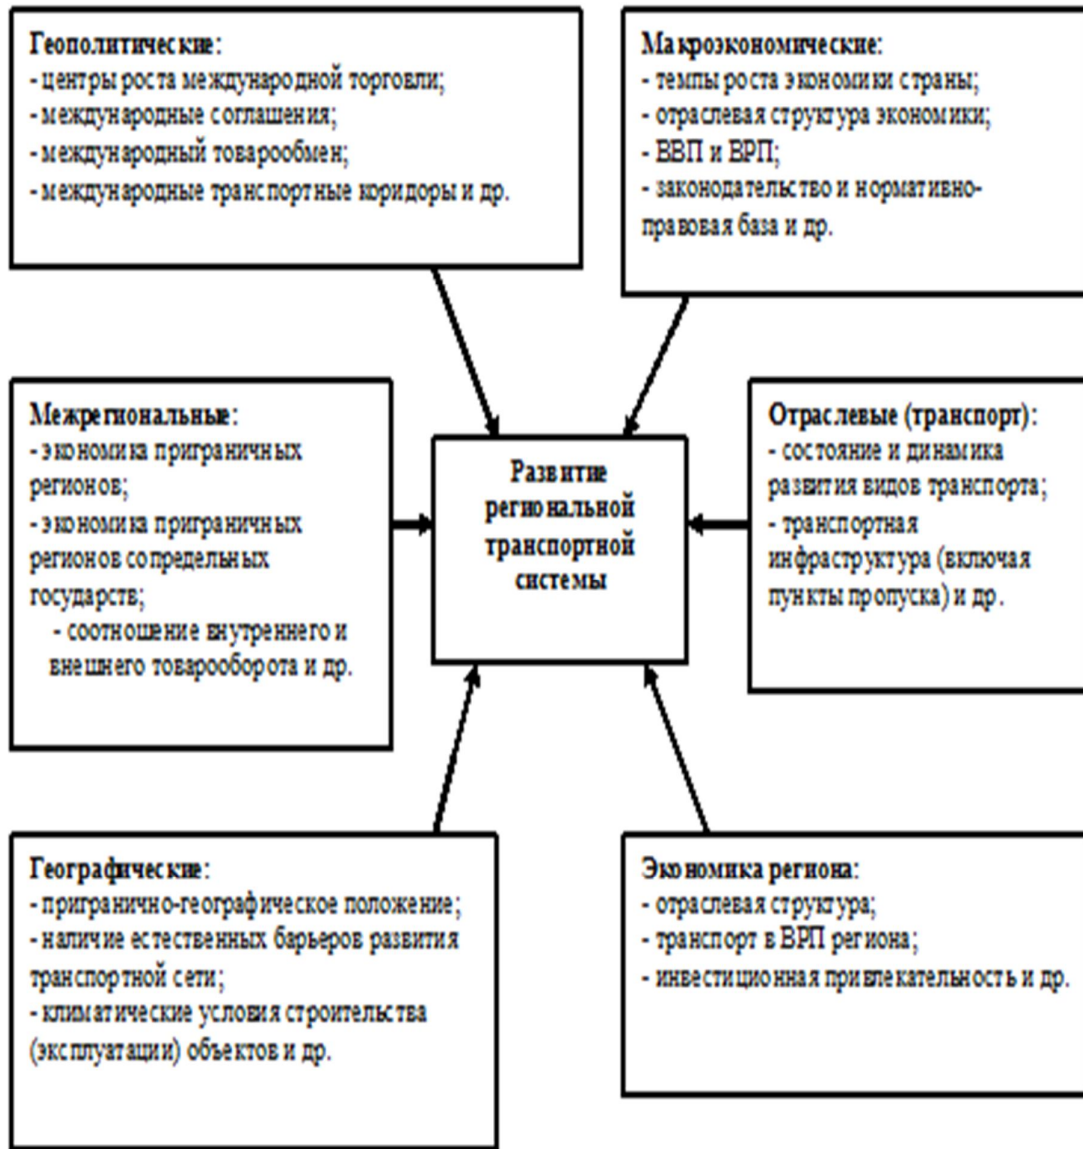 Геополитические:
- центры роста международной торговли;
- международные соглашения;
- международный товарообмен;
- международные транспортные коридоры и др.
Макроэкономические:
- темпы роста экономики страны;
- отраслевая структура экономики;
- ВВП и ВРП;
- законодательство и нормативно-
правовая база и др.
Межрегиональные:
- экономика приграничных
регионов;
- экономика приграничных
регионов сопредельных
государств;
- соотношение внутреннего и
внешнего товарооборота и др.
Развитие
региональной
транспортной
системы
Отраслевые (транспорт):
- состояние и динамика
развития видов транспорта;
- транспортная
инфраструктура (включая
пункты пропуска) и др.
Географические:
- пригранично-географическое положение;
- наличие естественных барьеров развития
транспортной сети;
- климатические условия строительства
(эксплуатации) объектов и др.
Экономика региона:
- отраслевая структура;
- транспорт в ВРП региона;
- инвестиционная привлекательность и др.